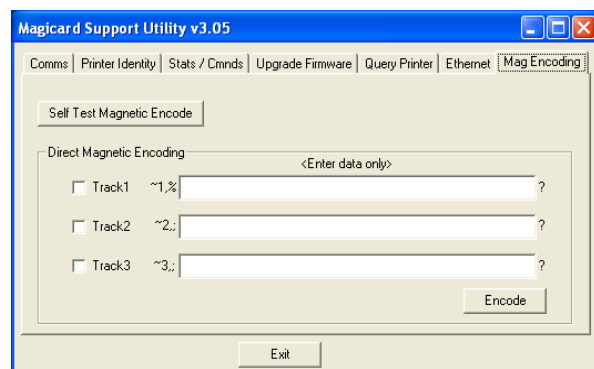 Magicard Support Utility v3.05
Comms Printer Identity Stats / Cmnds Upgrade Firmware Query Printer Ethernet Mag Encoding
Self Test Magnetic Encode
Direct Magnetic Encoding
<Enter data only>
Track1 ~1,% ?
Track2 ~2,; ?
Track3 ~3,; ?
Encode
Exit